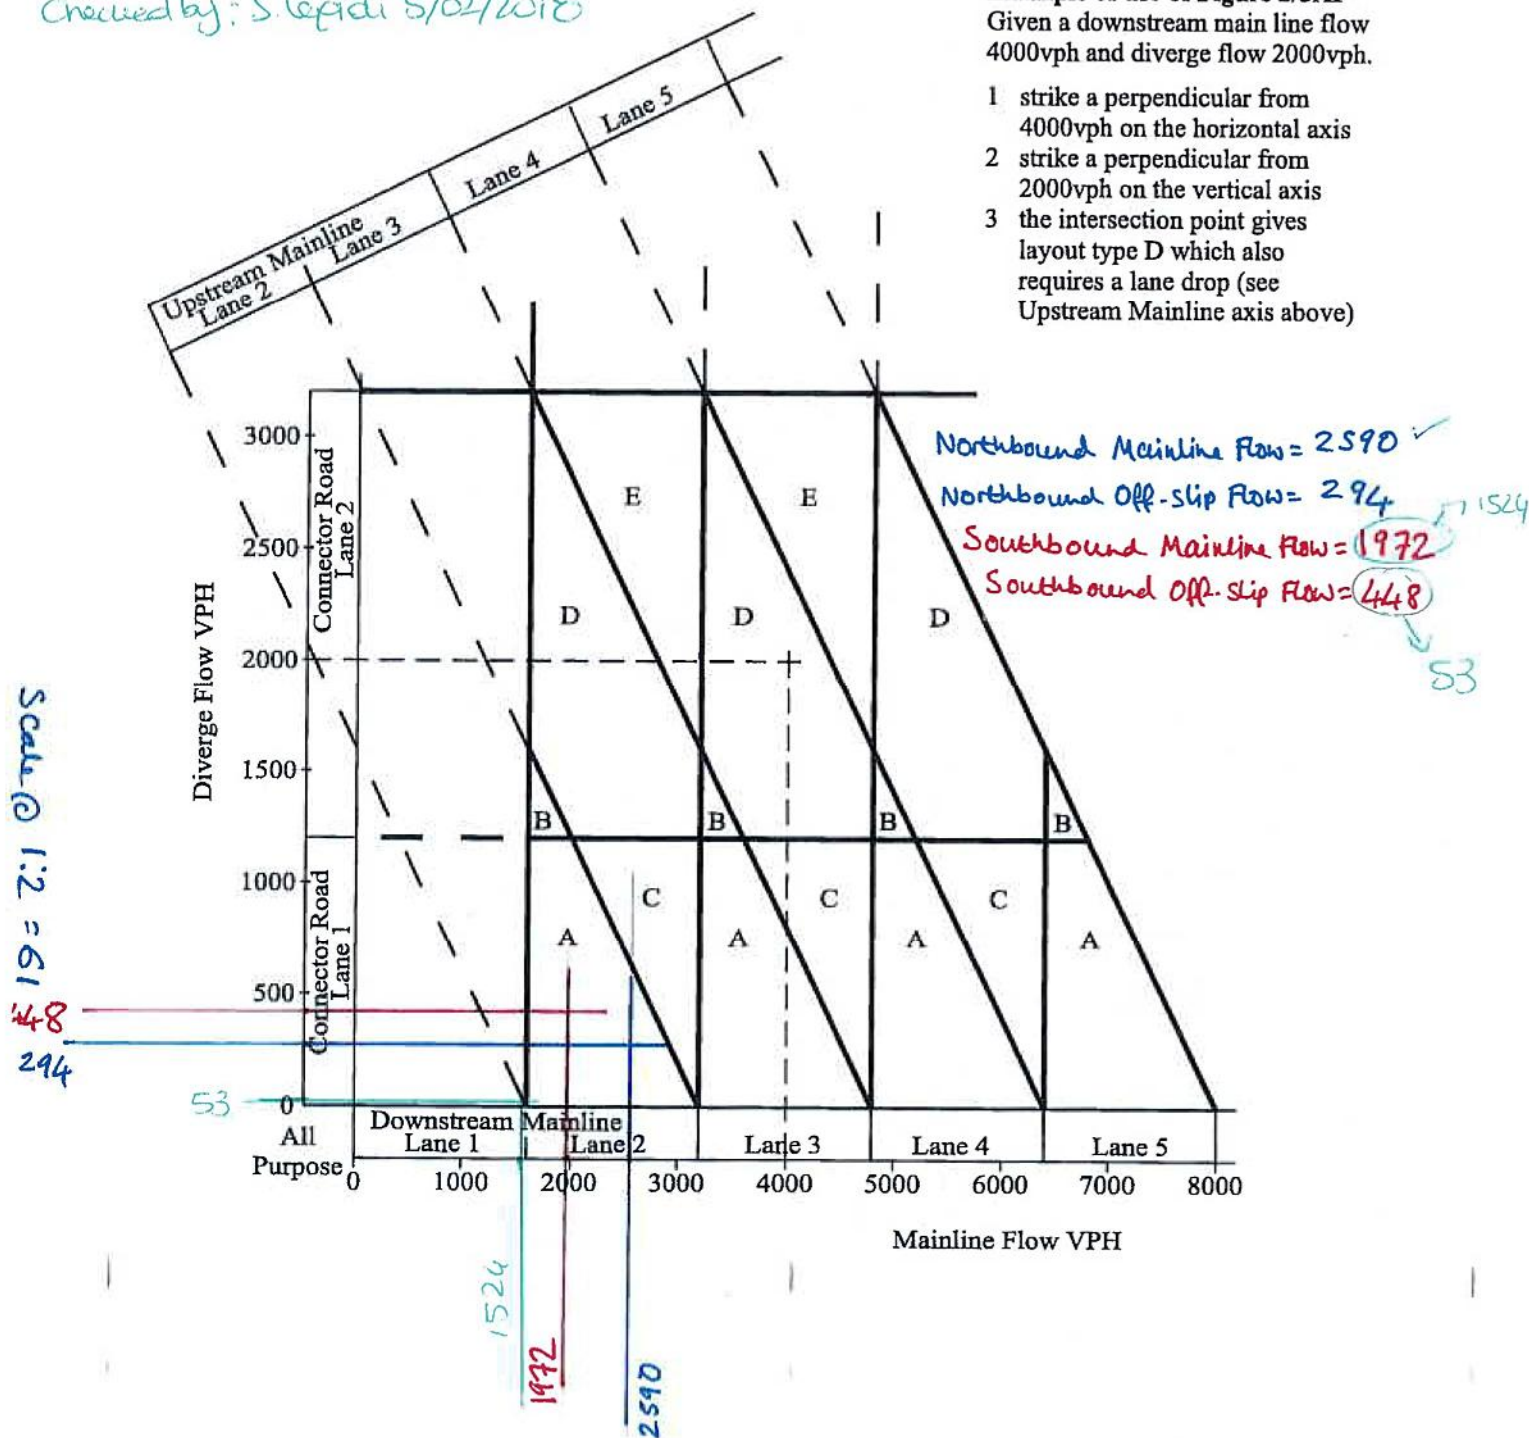 Checked by: S. Lepidi 5/02/2018
Given a downstream main line flow
4000vph and diverge flow 2000vph.
1 strike a perpendicular from
4000vph on the horizontal axis
2 strike a perpendicular from
2000vph on the vertical axis
3 the intersection point gives
layout type D which also
requires a lane drop (see
Upstream Mainline axis above)
Upstream Mainline
Lane 2
Lane 3
Lane 4
Lane 5
Northbound Mainline Flow = 2590 ✓
Northbound Off-slip Flow = 294
Southbound Mainline Flow = 1972
1524
Southbound Off-slip Flow = 448
53
Diverge Flow VPH
3000
2500
2000
1500
1000
500
0
Connector Road
Lane 2
Connector Road
Lane 1
E
E
D
D
D
B
B
B
B
C
C
C
A
A
A
A
Scale @ 1:2 = 61
448
294
53
All
Purpose
Downstream Mainline
Lane 1
Lane 2
Lane 3
Lane 4
Lane 5
0
1000
2000
3000
4000
5000
6000
7000
8000
Mainline Flow VPH
1524
1972
2590